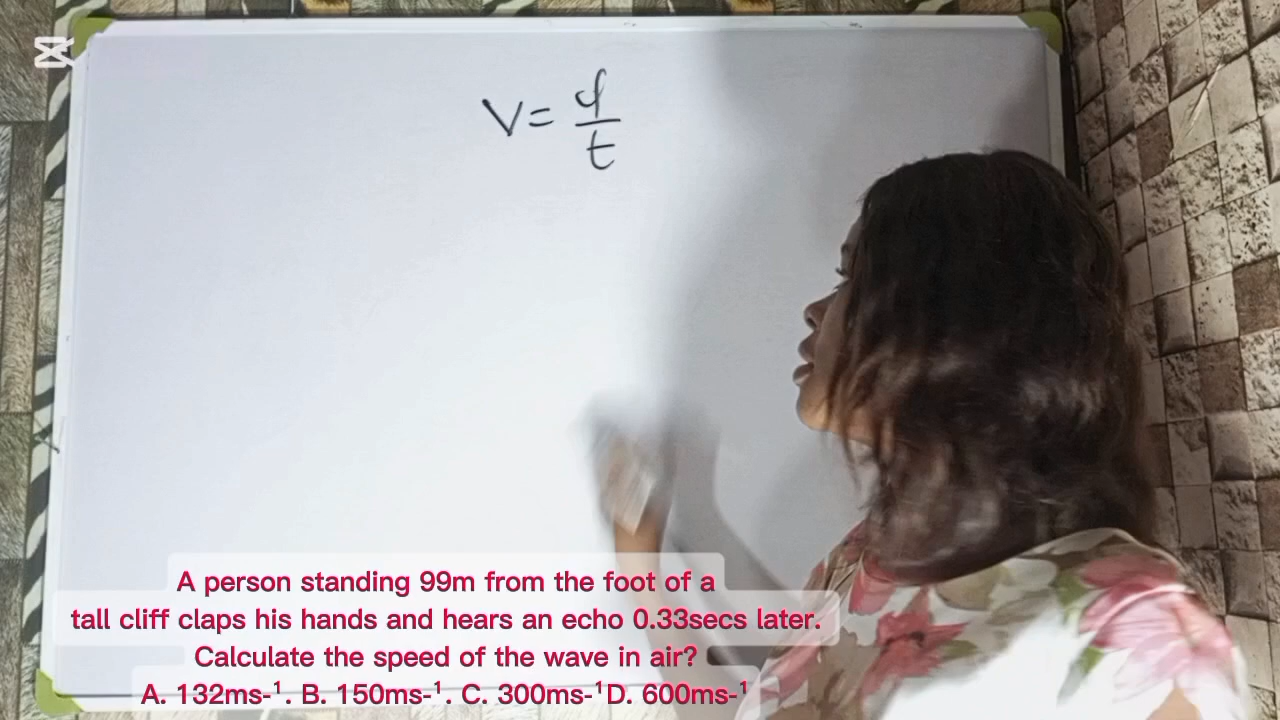 V = d/t
A person standing 99m from the foot of a
tall cliff claps his hands and hears an echo 0.33secs later.
Calculate the speed of the wave in air?
A. 132ms-¹. B. 150ms-¹. C. 300ms-¹D. 600ms-¹